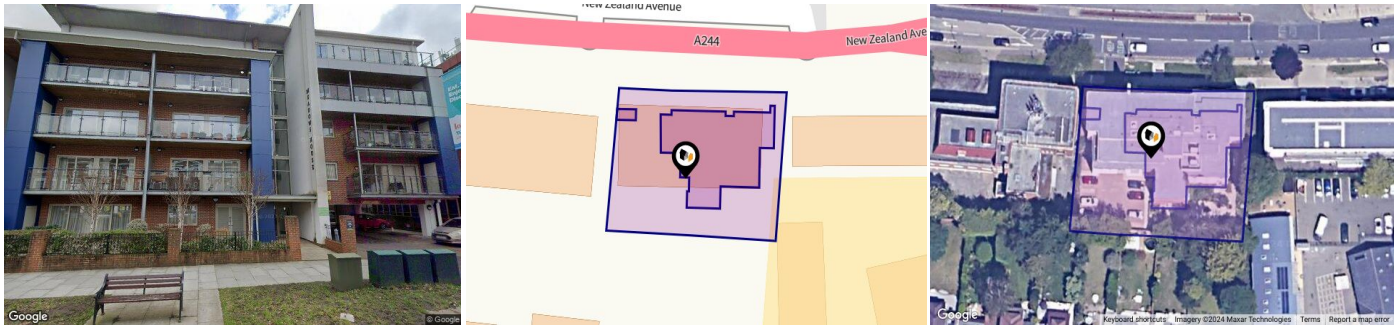 Google
© Google
New Zealand Avenue
A244
New Zealand Ave
Google
Keyboard shortcuts
Imagery ©2024 Maxar Technologies
Terms
Report a map error